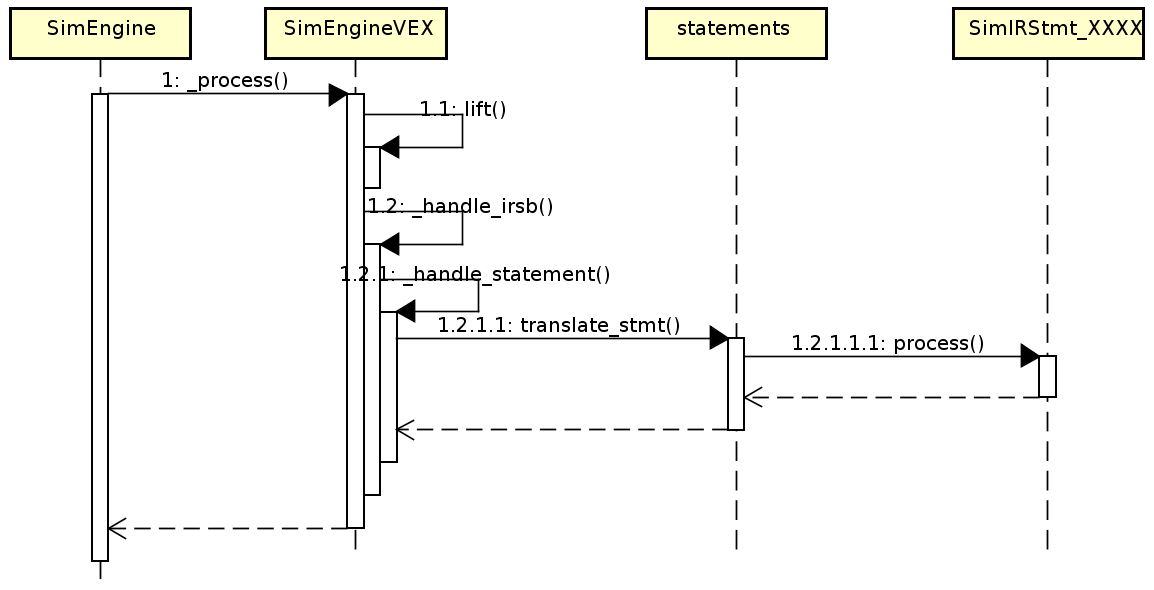 SimEngine
SimEngineVEX
statements
SimIRStmt_XXXX
1: _process()
1.1: lift()
1.2: _handle_irsb()
1.2.1: _handle_statement()
1.2.1.1: translate_stmt()
1.2.1.1.1: process()